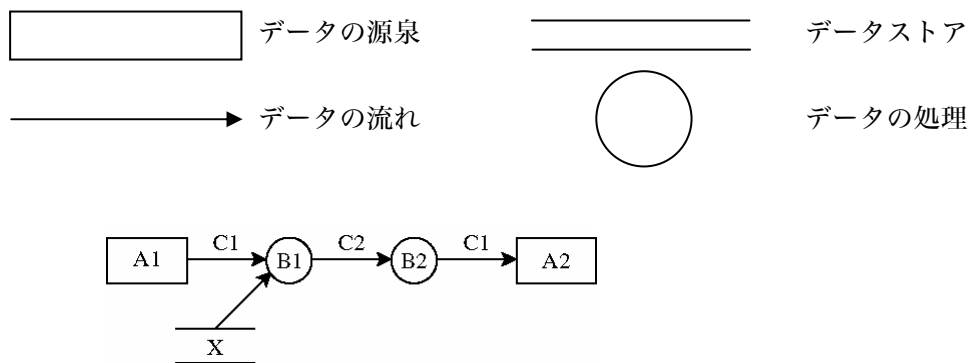 データの源泉
データストア
データの流れ
データの処理
A1
C1
B1
C2
B2
C1
A2
X